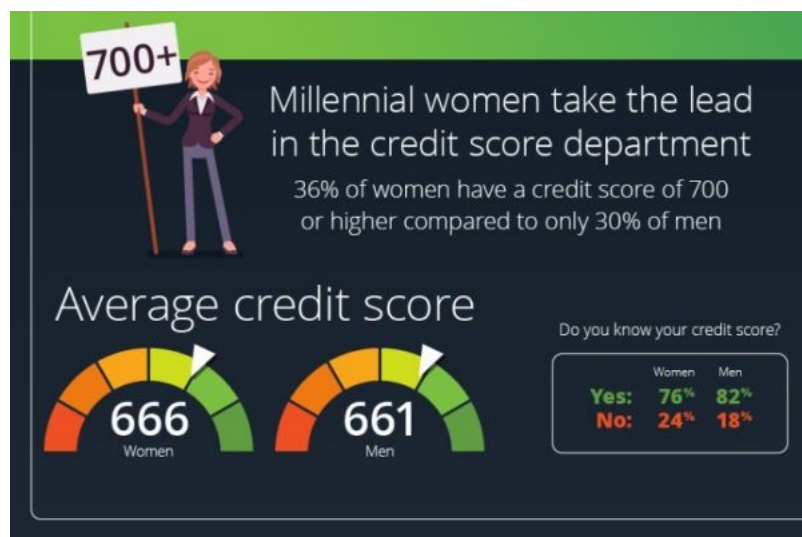 700+
Millennial women take the lead
in the credit score department
36% of women have a credit score of 700
or higher compared to only 30% of men
Average credit score
666
Women
661
Men
Do you know your credit score?
Women Men
Yes: 76% 82%
No: 24% 18%